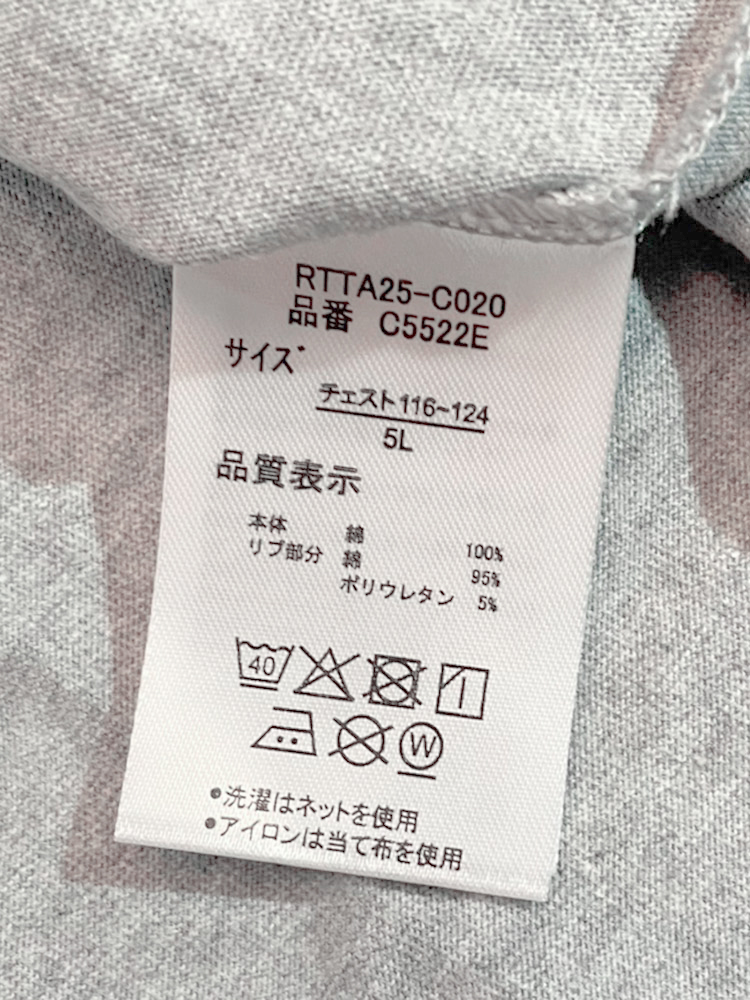 RTTA25-C020
品番 C5522E
サイズ
チェスト116~124
5L
品質表示
本体 綿 100%
リブ部分 綿 95%
ポリウレタン 5%
40
W
●洗濯はネットを使用
●アイロンは当て布を使用